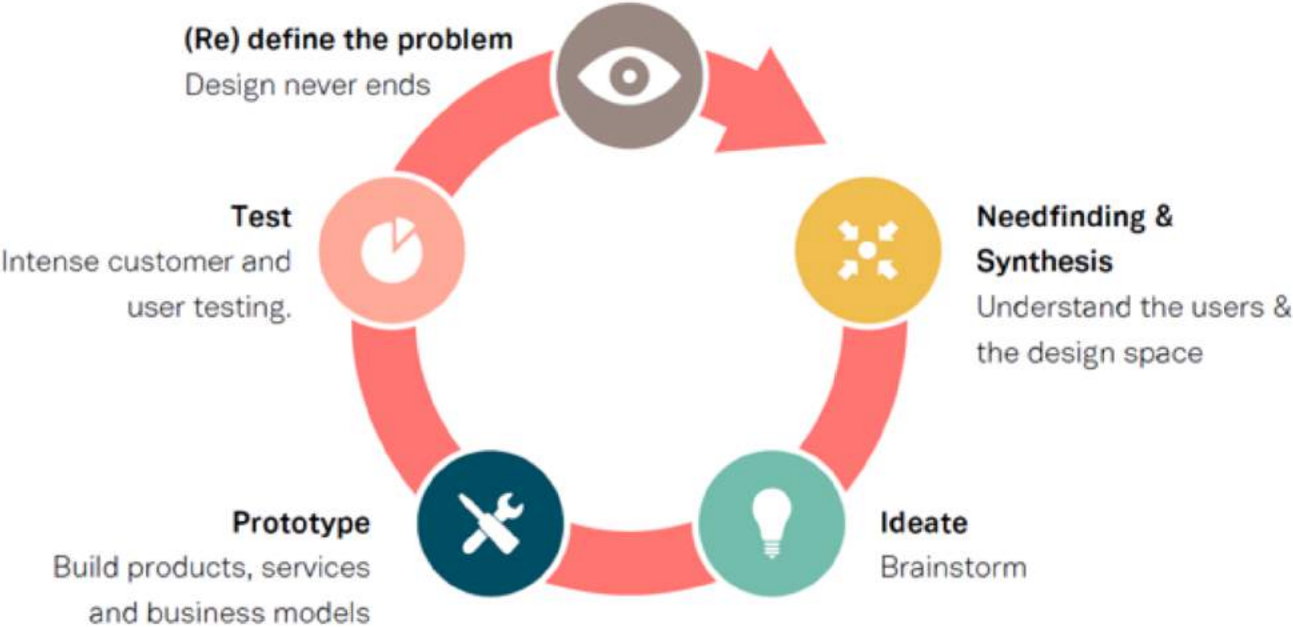 (Re) define the problem
Design never ends
Needfinding &
Synthesis
Understand the users &
the design space
Ideate
Brainstorm
Prototype
Build products, services
and business models
Test
Intense customer and
user testing.